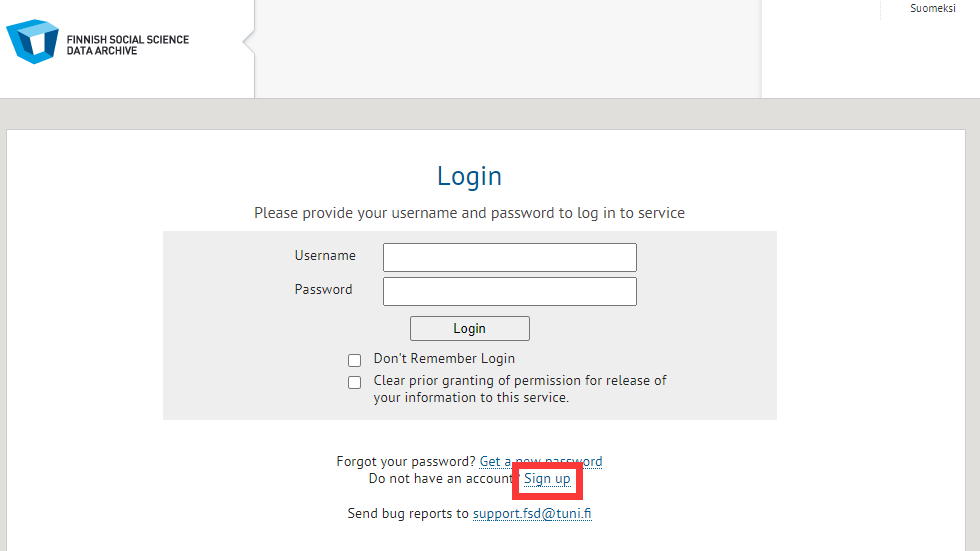 Suomeksi
FINNISH SOCIAL SCIENCE
DATA ARCHIVE
Login
Please provide your username and password to log in to service
Username
Password
Login
Don't Remember Login
Clear prior granting of permission for release of
your information to this service.
Forgot your password? Get a new password
Do not have an account? Sign up
Send bug reports to support.fsd@tuni.fi